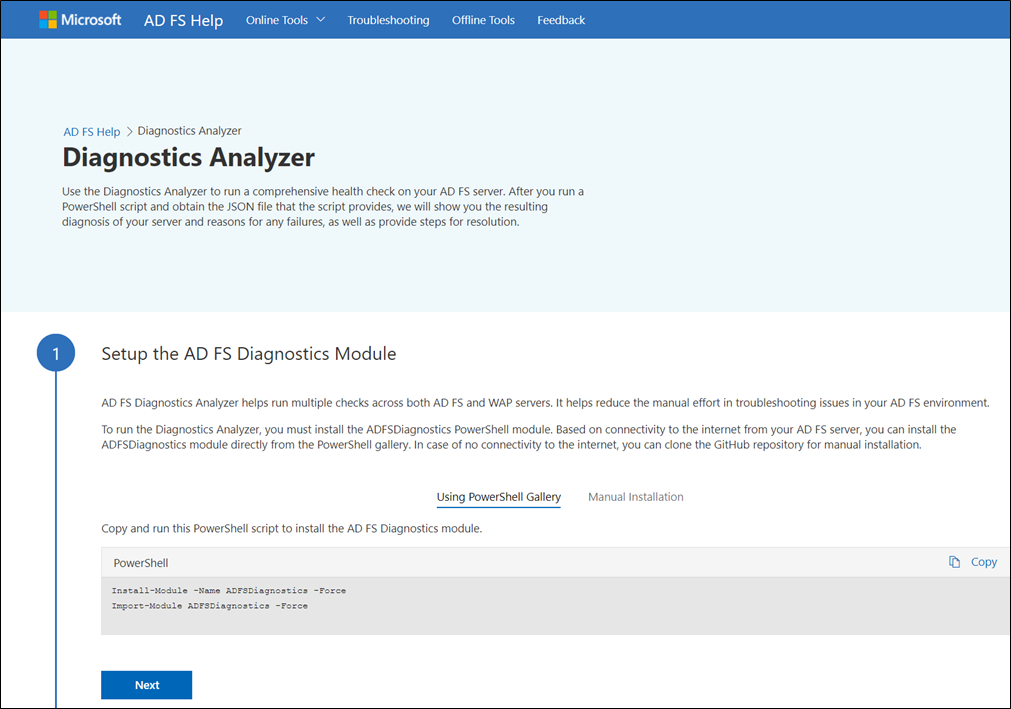 Microsoft AD FS Help Online Tools Troubleshooting Offline Tools Feedback
AD FS Help > Diagnostics Analyzer
Diagnostics Analyzer
Use the Diagnostics Analyzer to run a comprehensive health check on your AD FS server. After you run a
PowerShell script and obtain the JSON file that the script provides, we will show you the resulting
diagnosis of your server and reasons for any failures, as well as provide steps for resolution.
1 Setup the AD FS Diagnostics Module
AD FS Diagnostics Analyzer helps run multiple checks across both AD FS and WAP servers. It helps reduce the manual effort in troubleshooting issues in your AD FS environment.
To run the Diagnostics Analyzer, you must install the ADFSDiagnostics PowerShell module. Based on connectivity to the internet from your AD FS server, you can install the
ADFSDiagnostics module directly from the PowerShell gallery. In case of no connectivity to the internet, you can clone the GitHub repository for manual installation.
Using PowerShell Gallery Manual Installation
Copy and run this PowerShell script to install the AD FS Diagnostics module.
PowerShell Copy
Install-Module -Name ADFSDiagnostics -Force
Import-Module ADFSDiagnostics -Force
Next